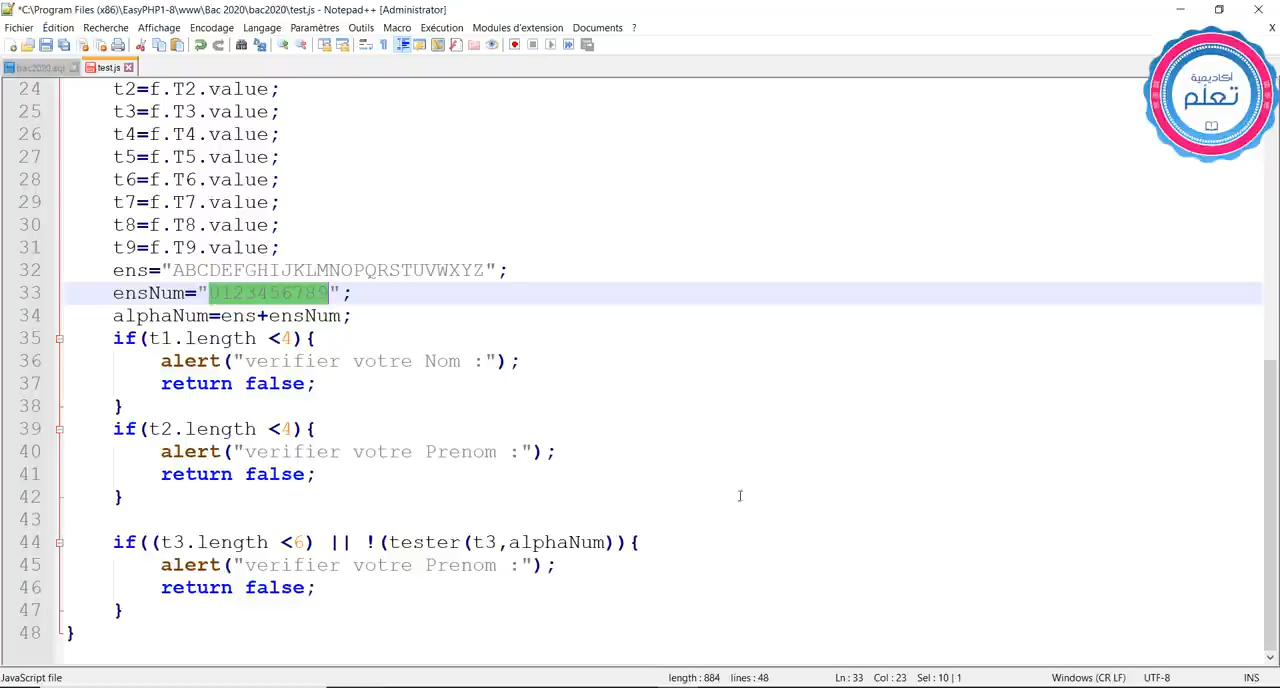 *C:\Program Files (x86)\EasyPHP1-8\www\Bac 2020\bac2020\test.js - Notepad++ [Administrator]
Fichier Édition Recherche Affichage Encodage Langage Paramètres Outils Macro Exécution Modules d'extension Documents ? X
bac2020.sql test.js
أكاديمية
تعلّم
24 t2=f.T2.value;
25 t3=f.T3.value;
26 t4=f.T4.value;
27 t5=f.T5.value;
28 t6=f.T6.value;
29 t7=f.T7.value;
30 t8=f.T8.value;
31 t9=f.T9.value;
32 ens="ABCDEFGHIJKLMNOPQRSTUVWXYZ";
33 ensNum="0123456789";
34 alphaNum=ens+ensNum;
35 if(t1.length <4){
36 alert("verifier votre Nom :");
37 return false;
38 }
39 if(t2.length <4){
40 alert("verifier votre Prenom :");
41 return false;
42 }
43
44 if((t3.length <6) || !(tester(t3,alphaNum)){
45 alert("verifier votre Prenom :");
46 return false;
47 }
48 }
JavaScript file length : 884 lines : 48 Ln : 33 Col : 23 Sel : 10 | 1 Windows (CR LF) UTF-8 INS